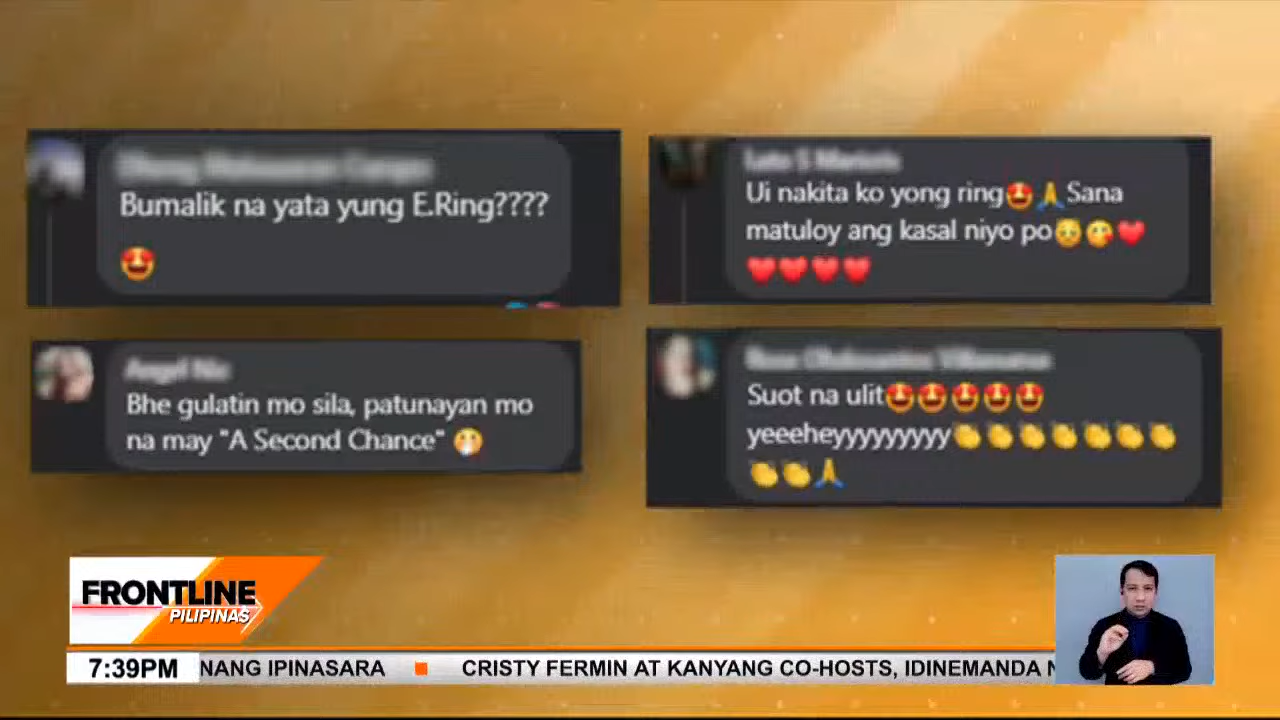 Bumalik na yata yung E.Ring????
🤩
Ui nakita ko yong ring🤩🙏Sana
matuloy ang kasal niyo po🥺😘❤️
❤️❤️❤️❤️
Bhe gulatin mo sila, patunayan mo
na may "A Second Chance" 🤭
Suot na ulit🤩🤩🤩🤩🤩
yeeeheyyyyyyyyy👏👏👏👏👏👏👏
👏👏🙏
FRONTLINE
PILIPINAS
7:39PM
NANG IPINASARA ■ CRISTY FERMIN AT KANYANG CO-HOSTS, IDINEMANDA